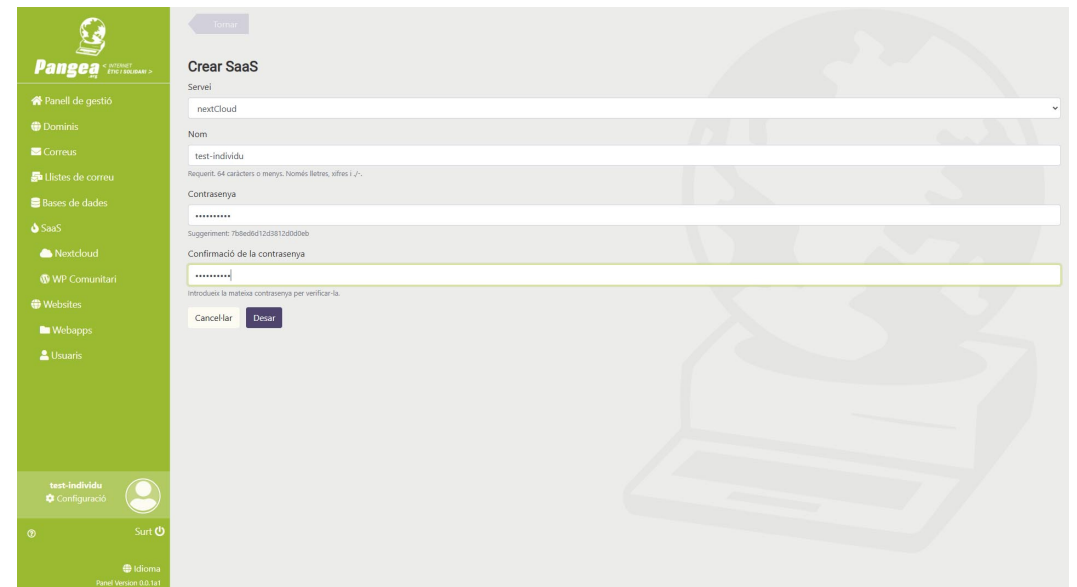 Pangea
.org
< INTERNET
ÈTIC I SOLIDARI >
Panell de gestió
Dominis
Correus
Llistes de correu
Bases de dades
SaaS
Nextcloud
WP Comunitari
Websites
Webapps
Usuaris
test-individu
Configuració
Surt
Idioma
Panel Version 0.0.1a1
Tornar
Crear SaaS
Servei
nextCloud
Nom
test-individu
Requerit. 64 caràcters o menys. Només lletres, xifres i ./-.
Contrasenya
••••••••••
Suggeriment: 7b8ed6d12d3812d0d0eb
Confirmació de la contrasenya
••••••••••
Introdueix la mateixa contrasenya per verificar-la.
Cancel·lar Desar